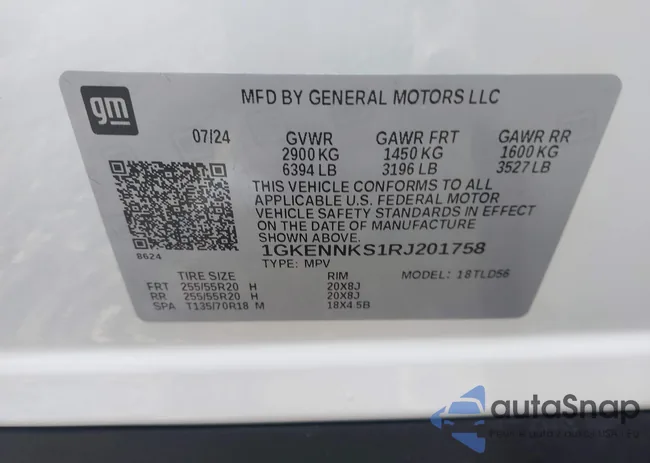 gm
MFD BY GENERAL MOTORS LLC
07/24 GVWR GAWR FRT GAWR RR
2900 KG 1450 KG 1600 KG
6394 LB 3196 LB 3527 LB
THIS VEHICLE CONFORMS TO ALL
APPLICABLE U.S. FEDERAL MOTOR
VEHICLE SAFETY STANDARDS IN EFFECT
ON THE DATE OF MANUFACTURE
SHOWN ABOVE.
8624
1GKENNKS1RJ201758
TYPE: MPV MODEL: 18TLD56
TIRE SIZE RIM
FRT 255/55R20 H 20X8J
RR 255/55R20 H 20X8J
SPA T135/70R18 M 18X4.5B
autoSnap